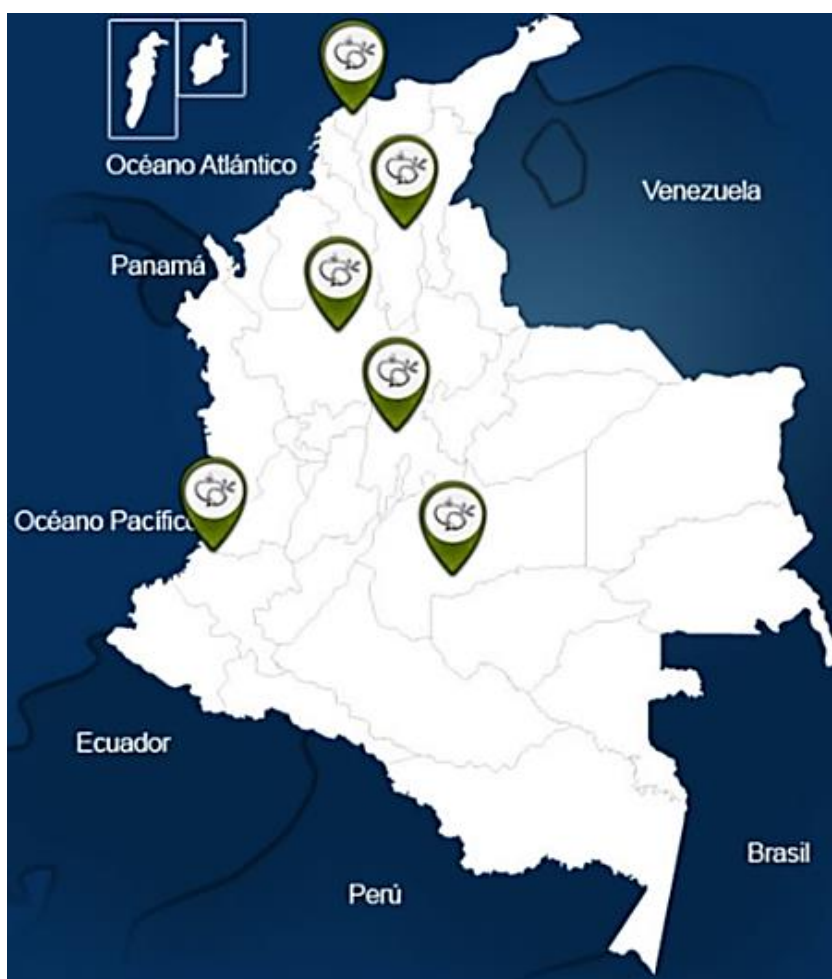 Océano Atlántico
Venezuela
Panamá
Océano Pacífico
Ecuador
Brasil
Perú